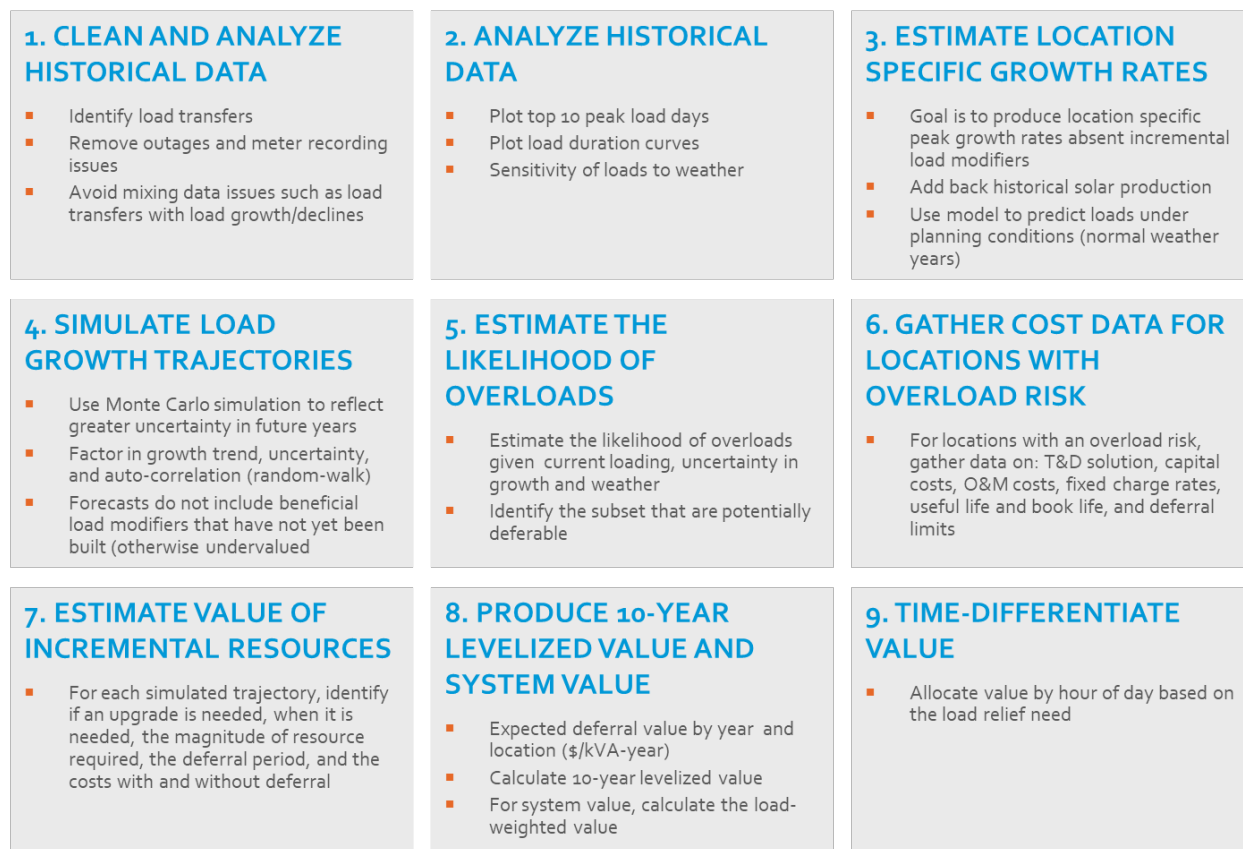 1. CLEAN AND ANALYZE
HISTORICAL DATA
▪ Identify load transfers
▪ Remove outages and meter recording
issues
▪ Avoid mixing data issues such as load
transfers with load growth/declines
2. ANALYZE HISTORICAL
DATA
▪ Plot top 10 peak load days
▪ Plot load duration curves
▪ Sensitivity of loads to weather
3. ESTIMATE LOCATION
SPECIFIC GROWTH RATES
▪ Goal is to produce location specific
peak growth rates absent incremental
load modifiers
▪ Add back historical solar production
▪ Use model to predict loads under
planning conditions (normal weather
years)
4. SIMULATE LOAD
GROWTH TRAJECTORIES
▪ Use Monte Carlo simulation to reflect
greater uncertainty in future years
▪ Factor in growth trend, uncertainty,
and auto-correlation (random-walk)
▪ Forecasts do not include beneficial
load modifiers that have not yet been
built (otherwise undervalued
5. ESTIMATE THE
LIKELIHOOD OF
OVERLOADS
▪ Estimate the likelihood of overloads
given current loading, uncertainty in
growth and weather
▪ Identify the subset that are potentially
deferable
6. GATHER COST DATA FOR
LOCATIONS WITH
OVERLOAD RISK
▪ For locations with an overload risk,
gather data on: T&D solution, capital
costs, O&M costs, fixed charge rates,
useful life and book life, and deferral
limits
7. ESTIMATE VALUE OF
INCREMENTAL RESOURCES
▪ For each simulated trajectory, identify
if an upgrade is needed, when it is
needed, the magnitude of resource
required, the deferral period, and the
costs with and without deferral
8. PRODUCE 10-YEAR
LEVELIZED VALUE AND
SYSTEM VALUE
▪ Expected deferral value by year and
location ($/kVA-year)
▪ Calculate 10-year levelized value
▪ For system value, calculate the load-
weighted value
9. TIME-DIFFERENTIATE
VALUE
▪ Allocate value by hour of day based on
the load relief need